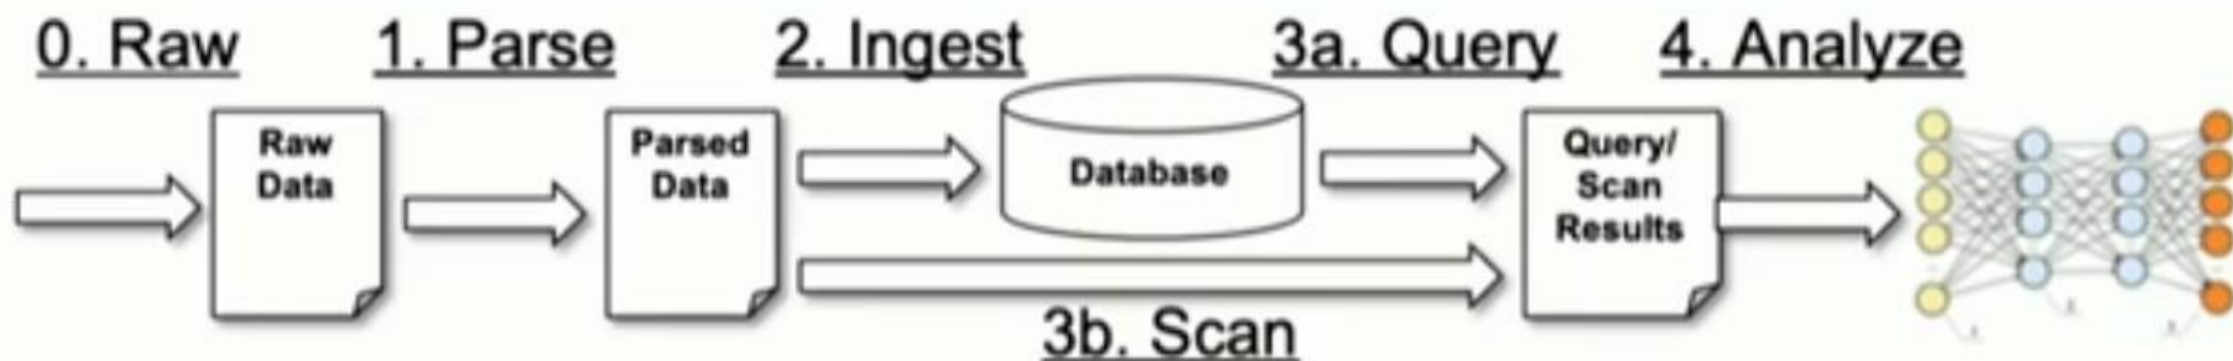 0. Raw
1. Parse
2. Ingest
3a. Query
4. Analyze
Raw
Data
Parsed
Data
Database
Query/
Scan
Results
3b. Scan